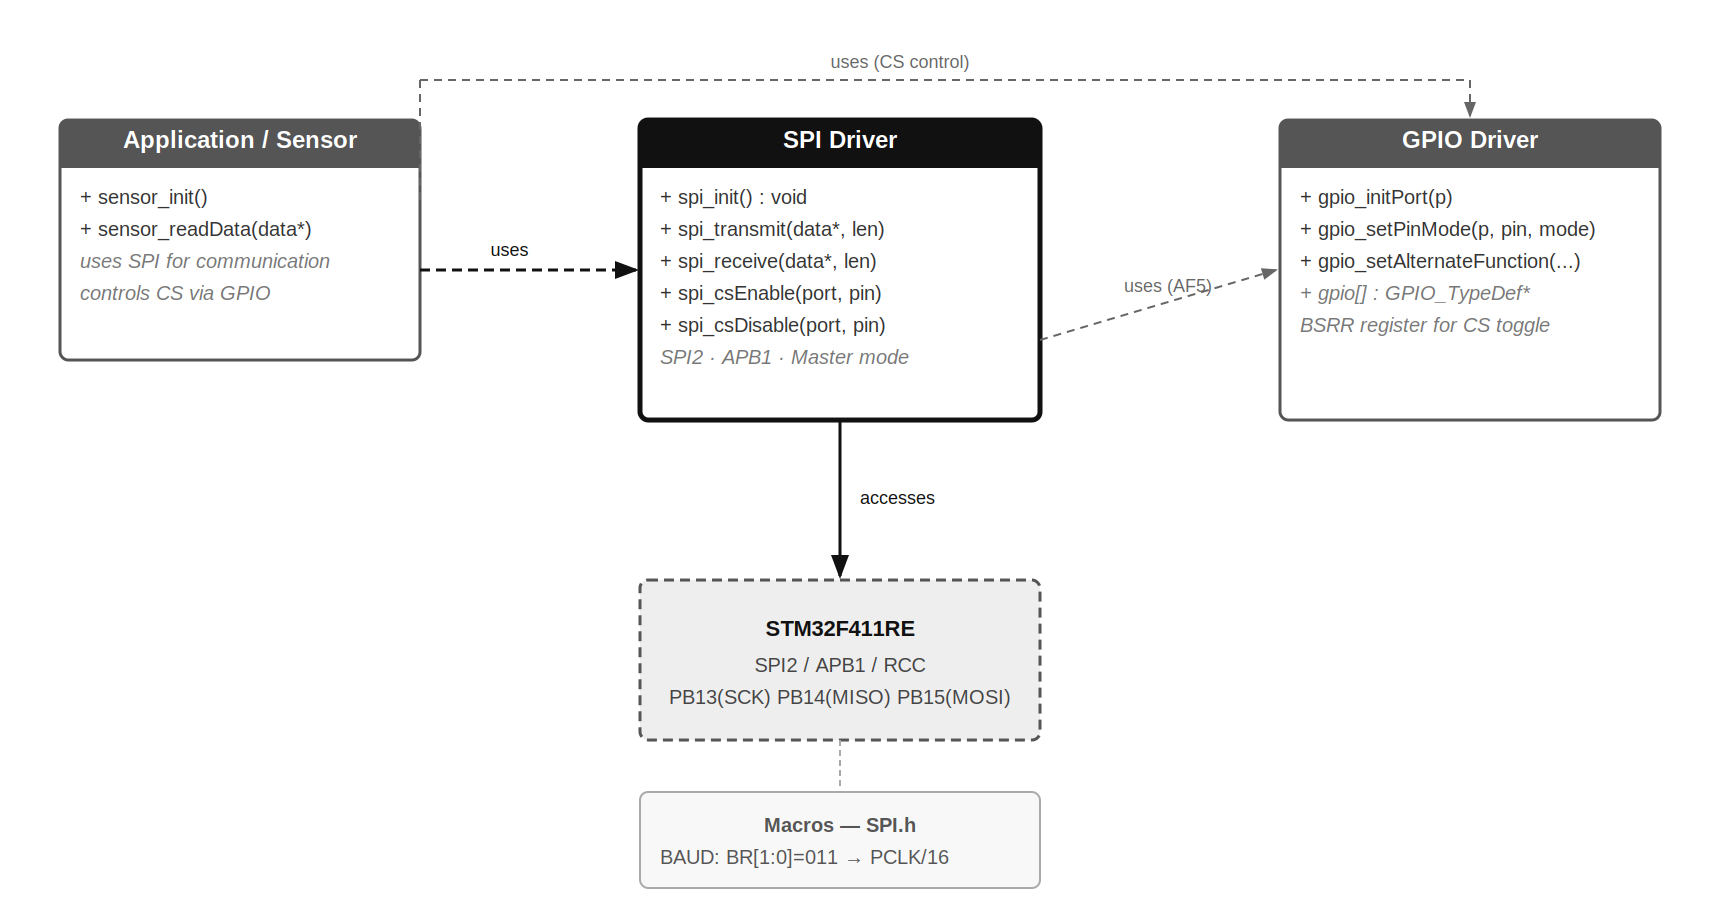 uses (CS control)
Application / Sensor
+ sensor_init()
+ sensor_readData(data*)
uses SPI for communication
controls CS via GPIO
uses
SPI Driver
+ spi_init() : void
+ spi_transmit(data*, len)
+ spi_receive(data*, len)
+ spi_csEnable(port, pin)
+ spi_csDisable(port, pin)
SPI2 · APB1 · Master mode
uses (AF5)
GPIO Driver
+ gpio_initPort(p)
+ gpio_setPinMode(p, pin, mode)
+ gpio_setAlternateFunction(…)
+ gpio[] : GPIO_TypeDef*
BSRR register for CS toggle
accesses
STM32F411RE
SPI2 / APB1 / RCC
PB13(SCK) PB14(MISO) PB15(MOSI)
Macros — SPI.h
BAUD: BR[1:0]=011 → PCLK/16